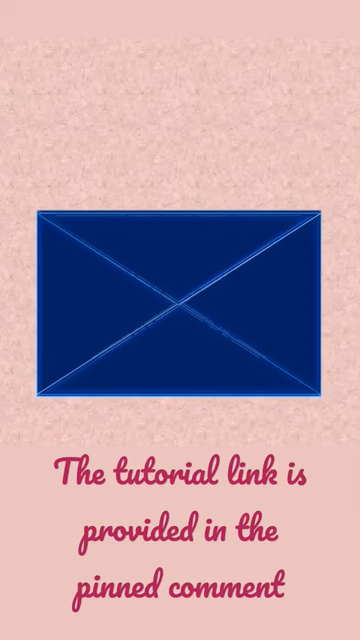 The tutorial link is
provided in the
pinned comment